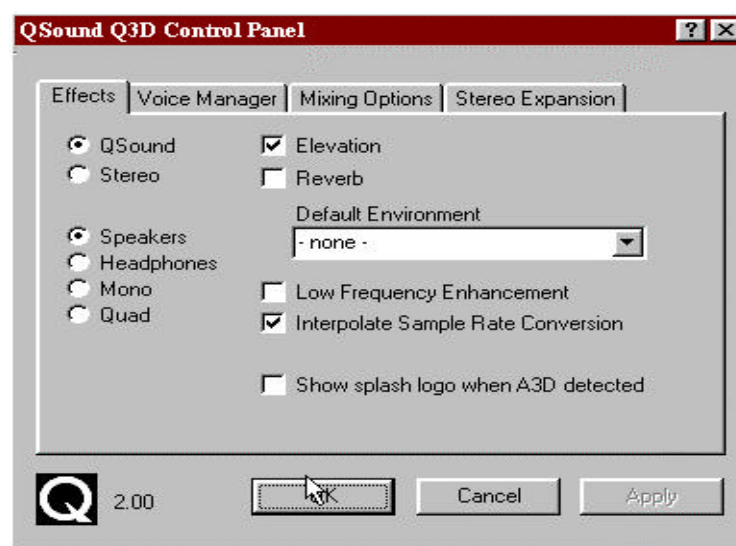 QSound Q3D Control Panel
Effects Voice Manager Mixing Options Stereo Expansion
QSound Elevation
Stereo Reverb
Default Environment
Speakers - none -
Headphones
Mono Low Frequency Enhancement
Quad Interpolate Sample Rate Conversion
Show splash logo when A3D detected
Q 2.00 OK Cancel Apply